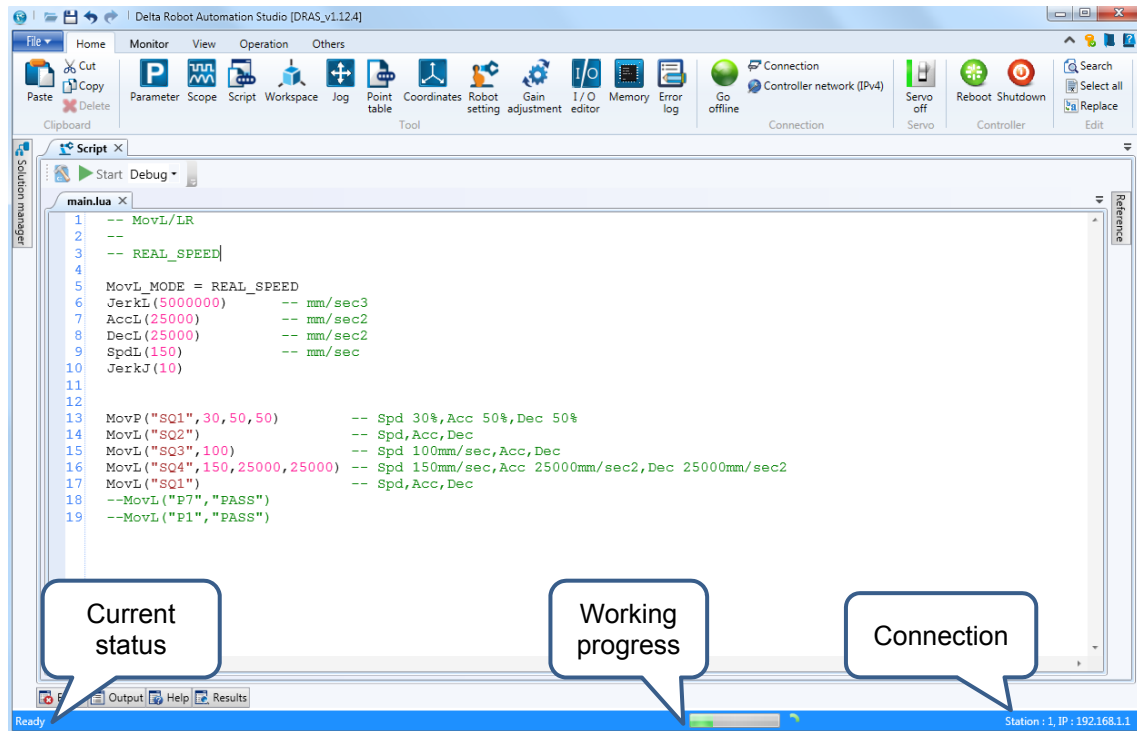 Delta Robot Automation Studio [DRAS_v1.12.4]
File Home Monitor View Operation Others
Paste
Cut
Copy
Delete
Clipboard
Parameter Scope Script Workspace Jog Point table Coordinates Robot setting Gain adjustment I / O editor Memory Error log
Tool
Go offline
Connection
Controller network (IPv4)
Connection
Servo off
Servo
Reboot Shutdown
Controller
Search
Select all
Replace
Edit
Solution manager
Script
Start Debug
main.lua
Reference
1 -- MovL/LR
2 --
3 -- REAL_SPEED
4
5 MovL_MODE = REAL_SPEED
6 JerkL(5000000) -- mm/sec3
7 AccL(25000) -- mm/sec2
8 DecL(25000) -- mm/sec2
9 SpdL(150) -- mm/sec
10 JerkJ(10)
11
12
13 MovP("SQ1",30,50,50) -- Spd 30%,Acc 50%,Dec 50%
14 MovL("SQ2") -- Spd,Acc,Dec
15 MovL("SQ3",100) -- Spd 100mm/sec,Acc,Dec
16 MovL("SQ4",150,25000,25000) -- Spd 150mm/sec,Acc 25000mm/sec2,Dec 25000mm/sec2
17 MovL("SQ1") -- Spd,Acc,Dec
18 --MovL("P7","PASS")
19 --MovL("P1","PASS")
Current
status
Working
progress
Connection
Output Help Results
Ready
Station : 1, IP : 192.168.1.1